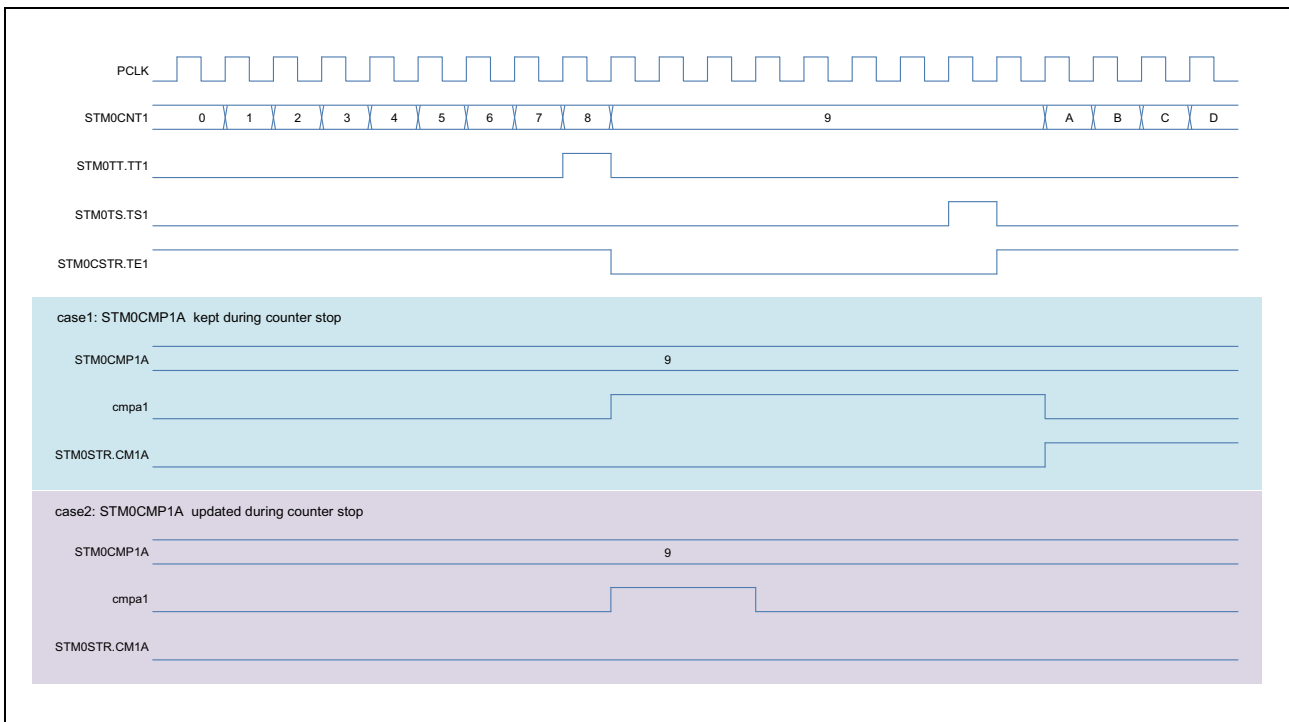 PCLK
STM0CNT1 0 1 2 3 4 5 6 7 8 9 A B C D
STM0TT.TT1
STM0TS.TS1
STM0CSTR.TE1
case1: STM0CMP1A kept during counter stop
STM0CMP1A 9
cmpa1
STM0STR.CM1A
case2: STM0CMP1A updated during counter stop
STM0CMP1A 9
cmpa1
STM0STR.CM1A